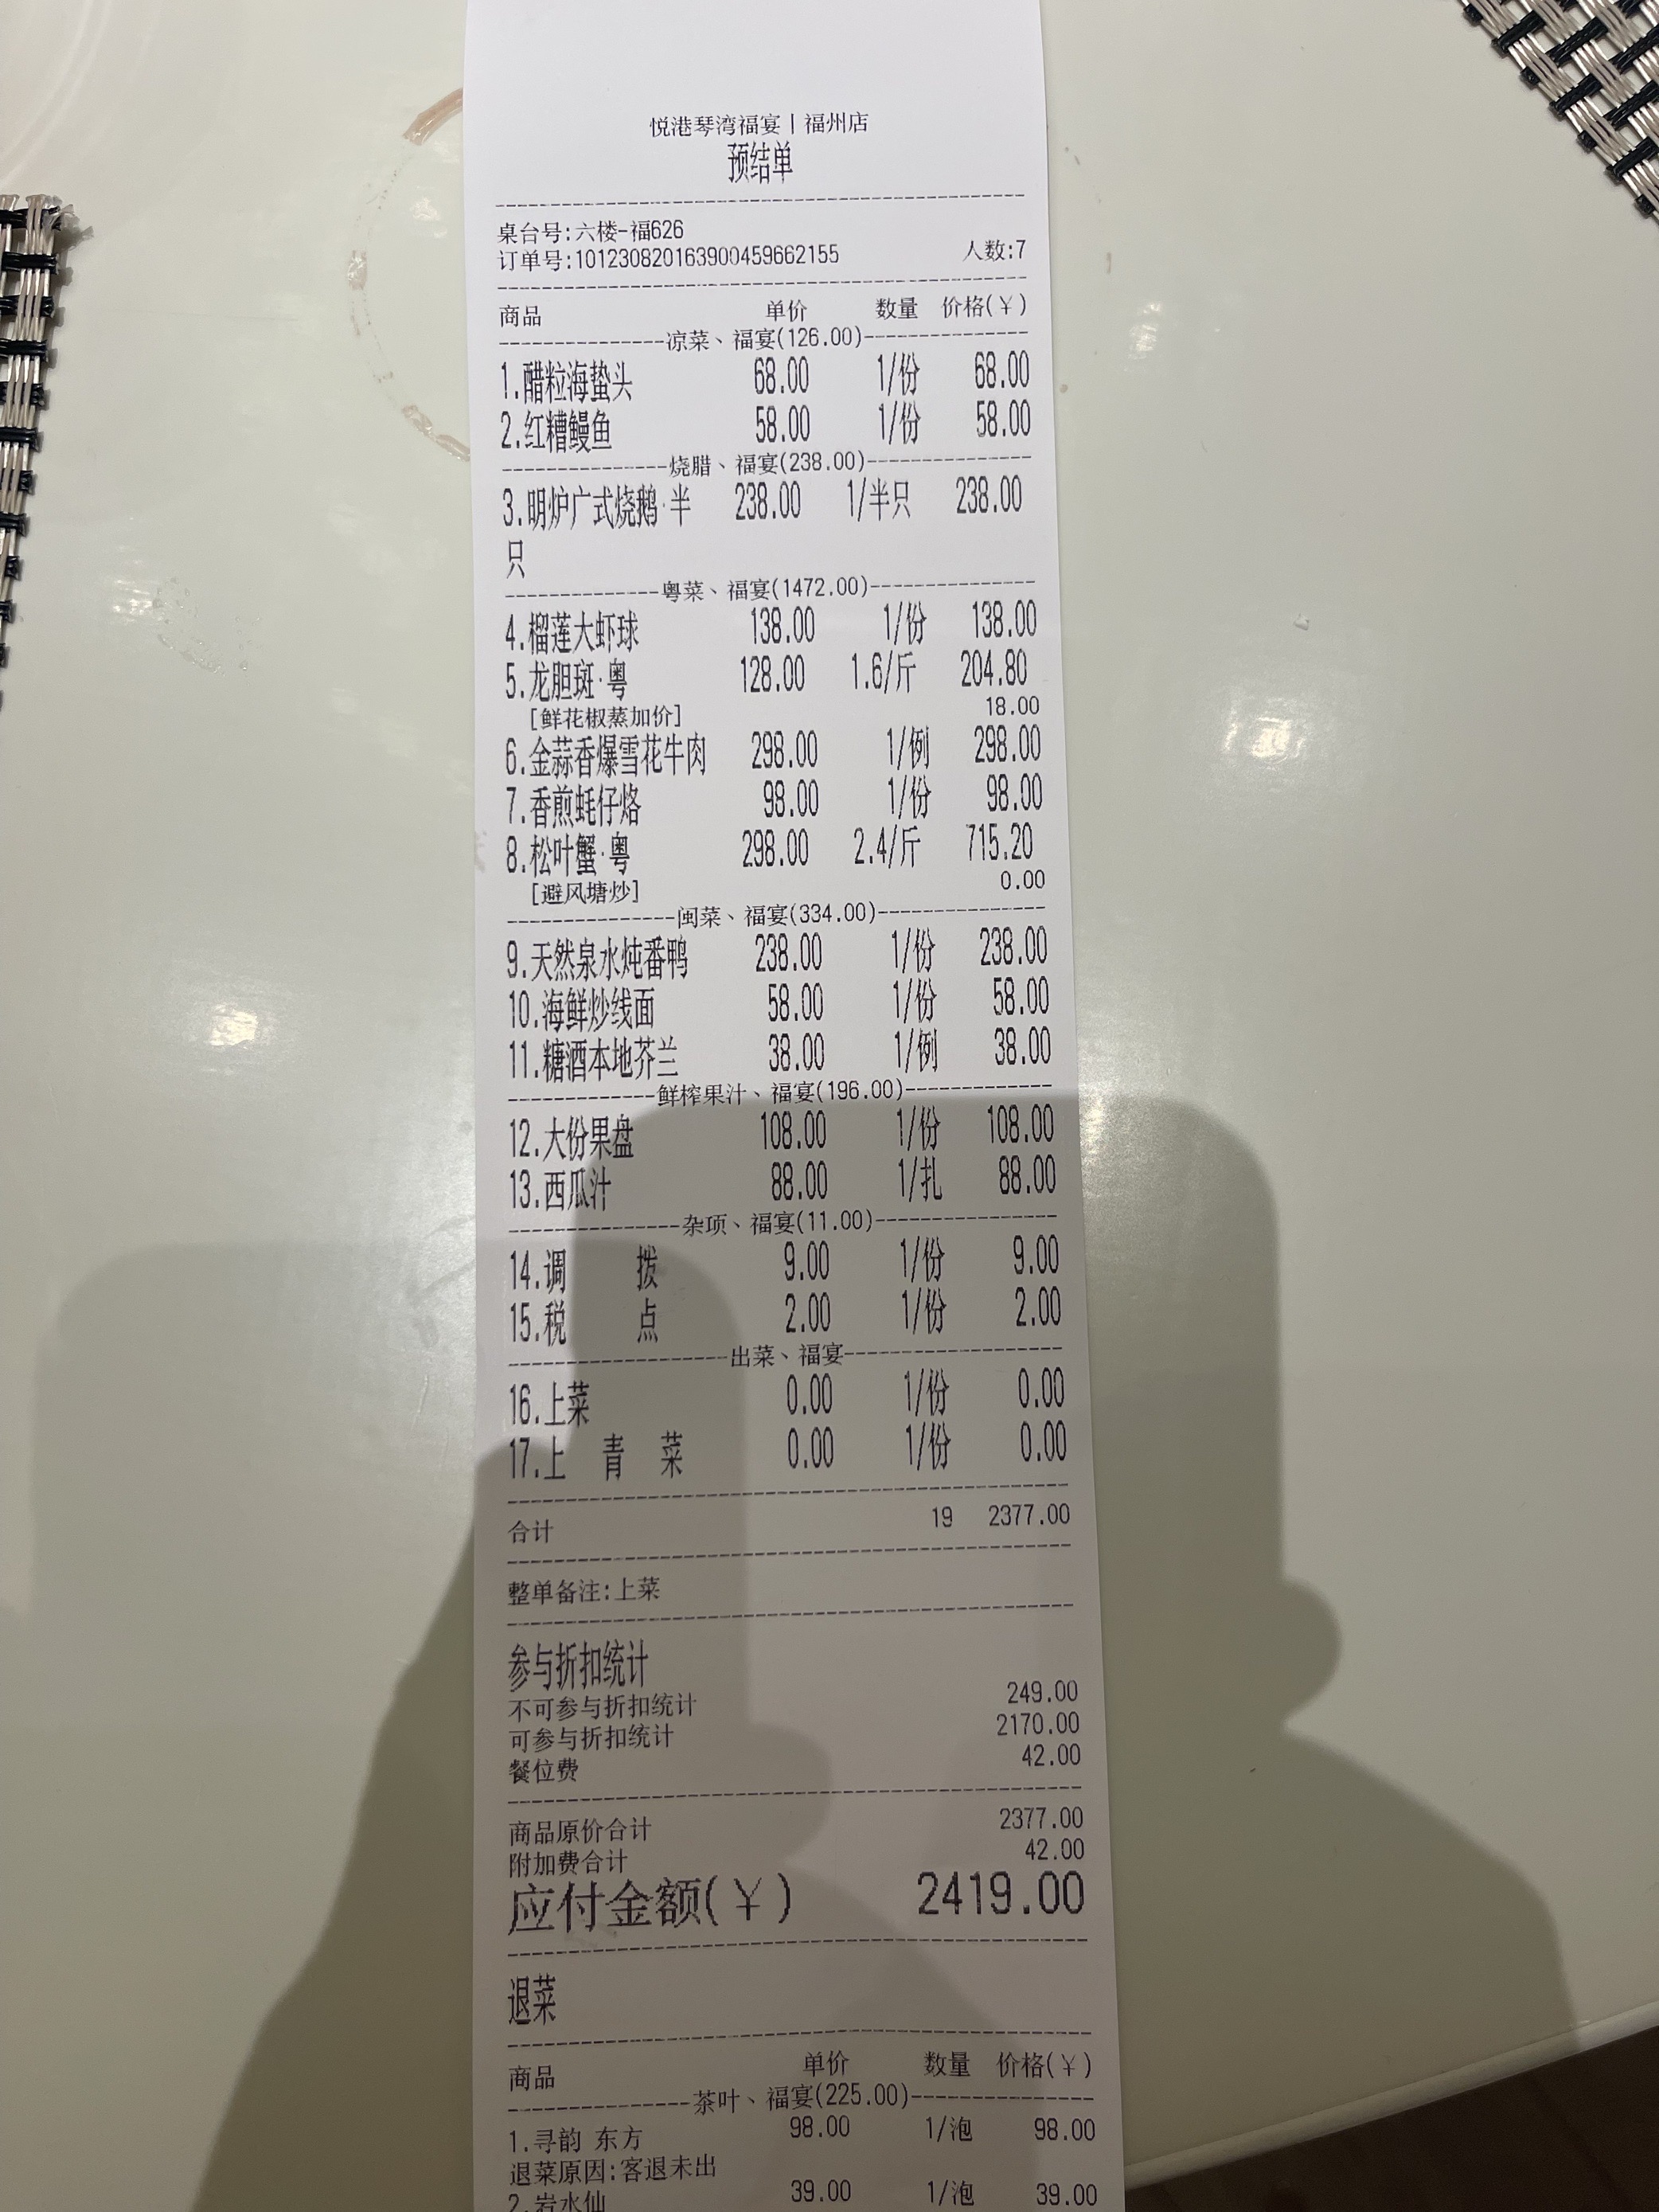 悦港琴湾福宴丨福州店
预结单
桌台号:六楼-福626
订单号:101230820163900459662155 人数:7
商品 单价 数量 价格(¥)
凉菜、福宴(126.00)
1.醋粒海蛰头 68.00 1/份 68.00
2.红糟鳗鱼 58.00 1/份 58.00
烧腊、福宴(238.00)
3.明炉广式烧鹅·半 238.00 1/半只 238.00
只
粤菜、福宴(1472.00)
4.榴莲大虾球 138.00 1/份 138.00
5.龙胆斑·粤 128.00 1.6/斤 204.80
[鲜花椒蒸加价] 18.00
6.金蒜香爆雪花牛肉 298.00 1/例 298.00
7.香煎蚝仔烙 98.00 1/份 98.00
8.松叶蟹·粤 298.00 2.4/斤 715.20
[避风塘炒] 0.00
闽菜、福宴(334.00)
9.天然泉水炖番鸭 238.00 1/份 238.00
10.海鲜炒线面 58.00 1/份 58.00
11.糖酒本地芥兰 38.00 1/例 38.00
鲜榨果汁、福宴(196.00)
12.大份果盘 108.00 1/份 108.00
13.西瓜汁 88.00 1/扎 88.00
杂项、福宴(11.00)
14.调 拨 9.00 1/份 9.00
15.税 点 2.00 1/份 2.00
出菜、福宴
16.上菜 0.00 1/份 0.00
17.上 青 菜 0.00 1/份 0.00
合计 19 2377.00
整单备注:上菜
参与折扣统计
不可参与折扣统计 249.00
可参与折扣统计 2170.00
餐位费 42.00
商品原价合计 2377.00
附加费合计 42.00
应付金额(¥) 2419.00
退菜
商品 单价 数量 价格(¥)
茶叶、福宴(225.00)
1.寻韵 东方 98.00 1/泡 98.00
退菜原因:客退未出
2.岩水仙 39.00 1/泡 39.00